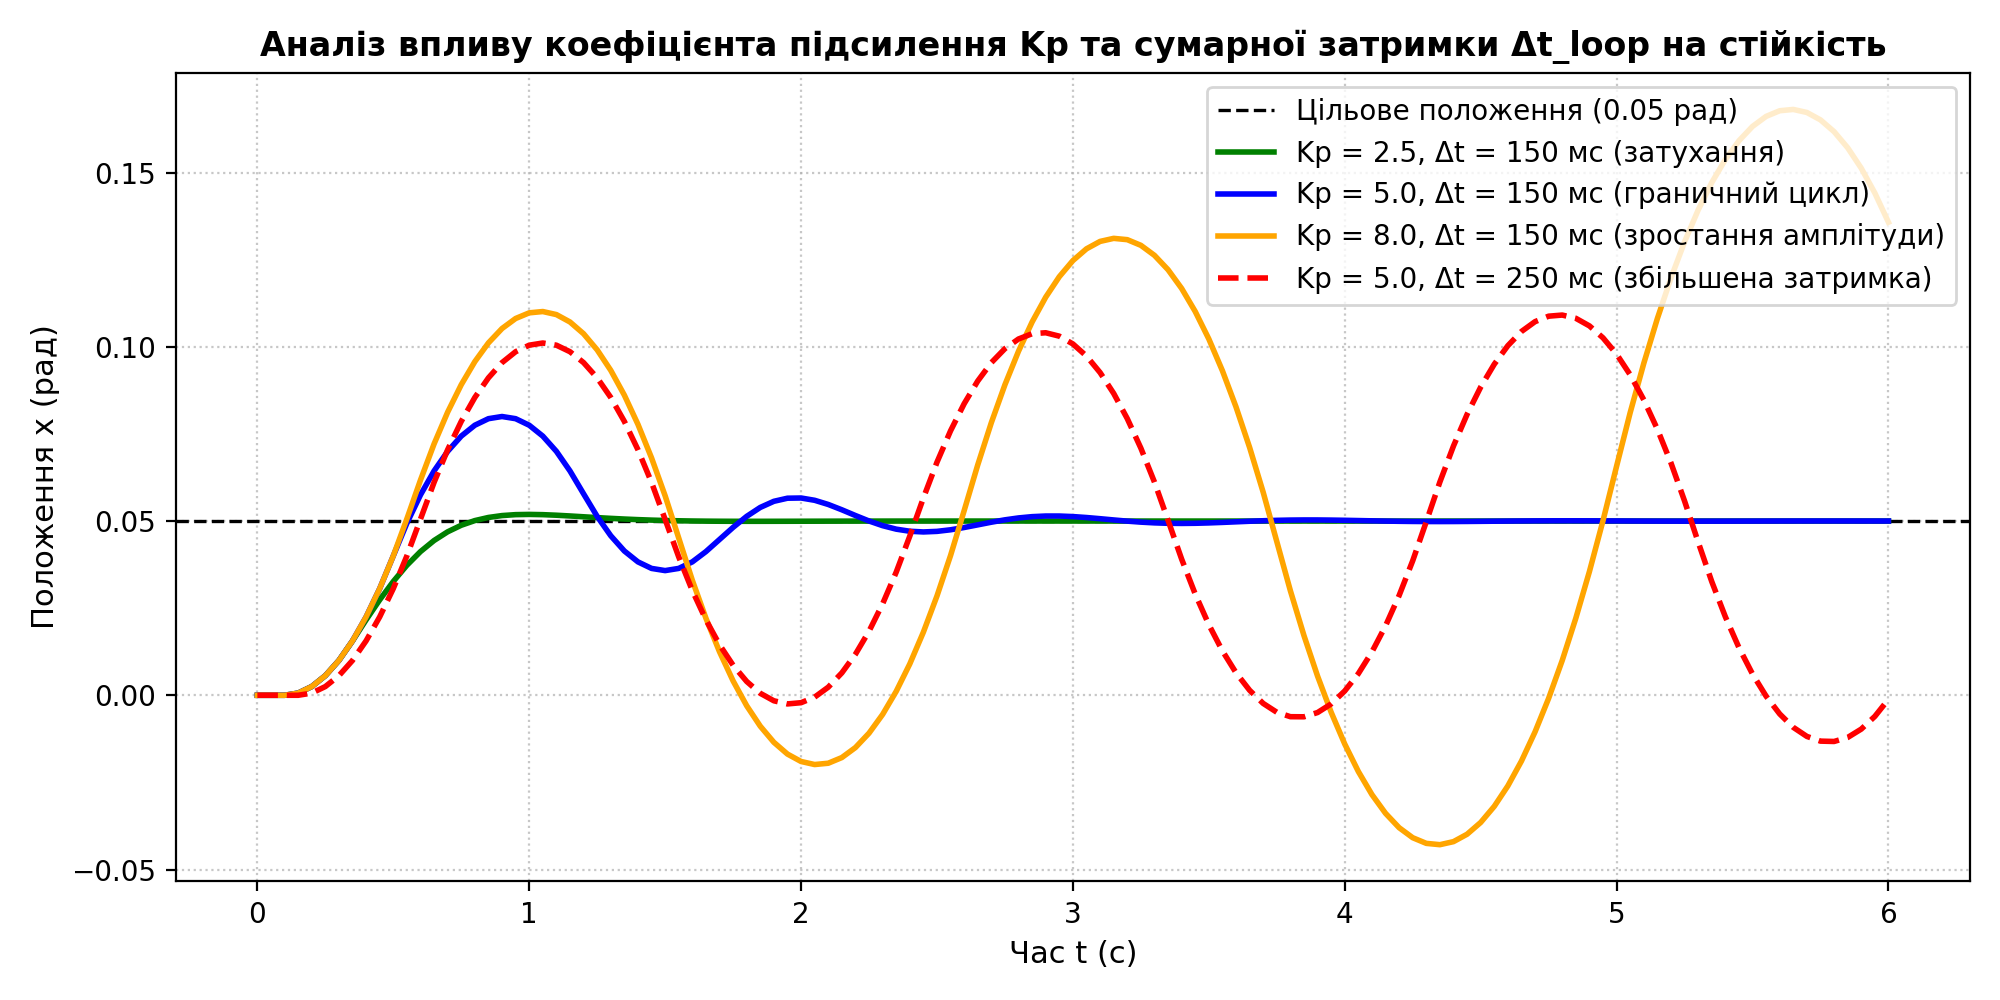 Аналіз впливу коефіцієнта підсилення Kp та сумарної затримки Δt_loop на стійкість
Цільове положення (0.05 рад)
Kp = 2.5, Δt = 150 мс (затухання)
Kp = 5.0, Δt = 150 мс (граничний цикл)
Kp = 8.0, Δt = 150 мс (зростання амплітуди)
Kp = 5.0, Δt = 250 мс (збільшена затримка)
Положення x (рад)
0.15
0.10
0.05
0.00
−0.05
0 1 2 3 4 5 6
Час t (с)